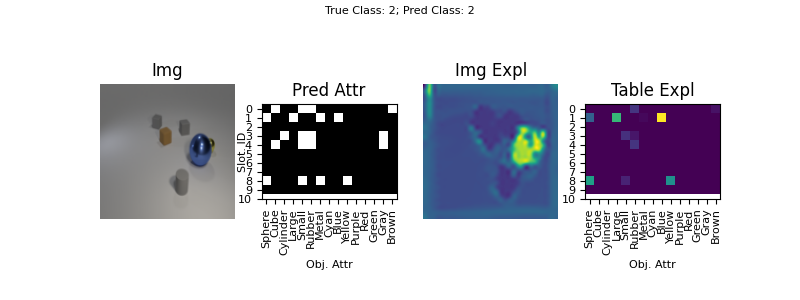 True Class: 2; Pred Class: 2
Img
Pred Attr
Img Expl
Table Expl
Slot. ID
0
1
2
3
4
5
6
7
8
9
10
Sphere
Cube
Cylinder
Large
Small
Rubber
Metal
Cyan
Blue
Yellow
Purple
Red
Green
Gray
Brown
Obj. Attr
0
1
2
3
4
5
6
7
8
9
10
Sphere
Cube
Cylinder
Large
Small
Rubber
Metal
Cyan
Blue
Yellow
Purple
Red
Green
Gray
Brown
Obj. Attr